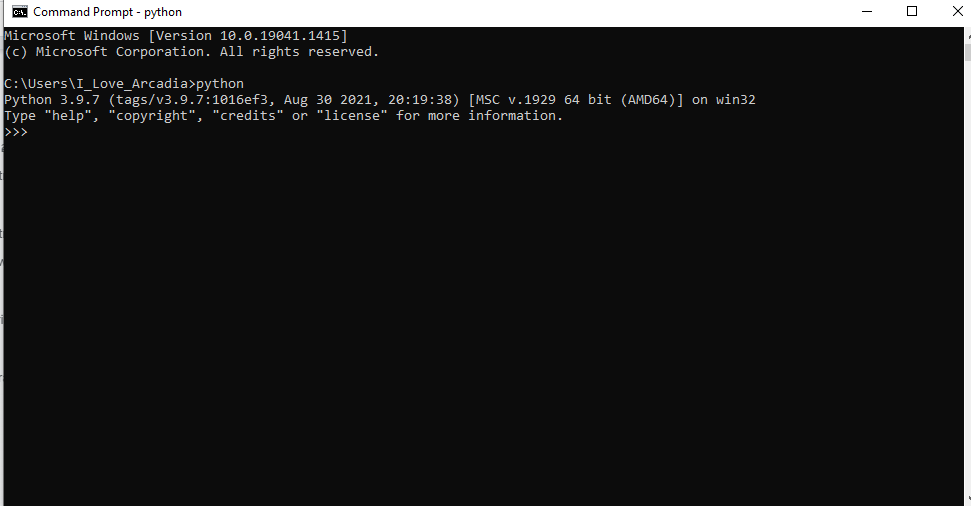 Command Prompt - python
Microsoft Windows [Version 10.0.19041.1415]
(c) Microsoft Corporation. All rights reserved.
C:\Users\I_Love_Arcadia>python
Python 3.9.7 (tags/v3.9.7:1016ef3, Aug 30 2021, 20:19:38) [MSC v.1929 64 bit (AMD64)] on win32
Type "help", "copyright", "credits" or "license" for more information.
>>>